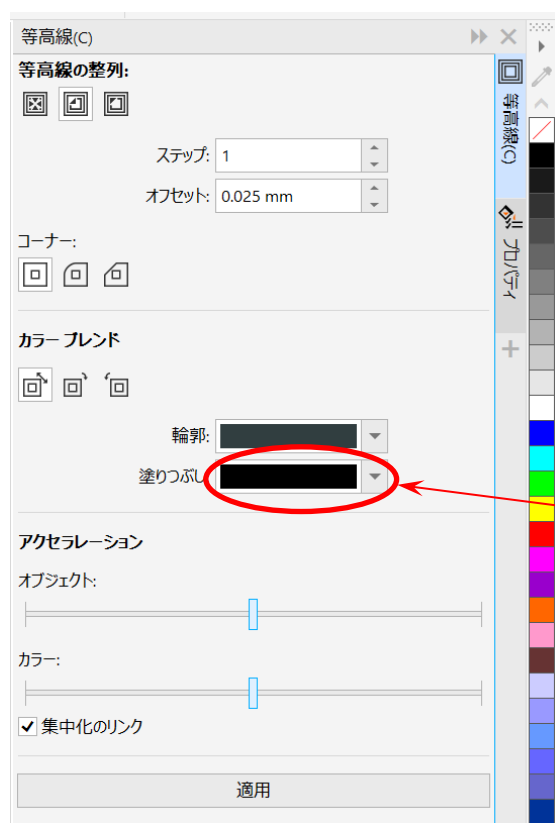 等高線(C)
等高線の整列:
ステップ: 1
オフセット: 0.025 mm
コーナー:
カラー ブレンド
輪郭:
塗りつぶし
アクセラレーション
オブジェクト:
カラー:
集中化のリンク
適用
等高線(C)
プロパティ